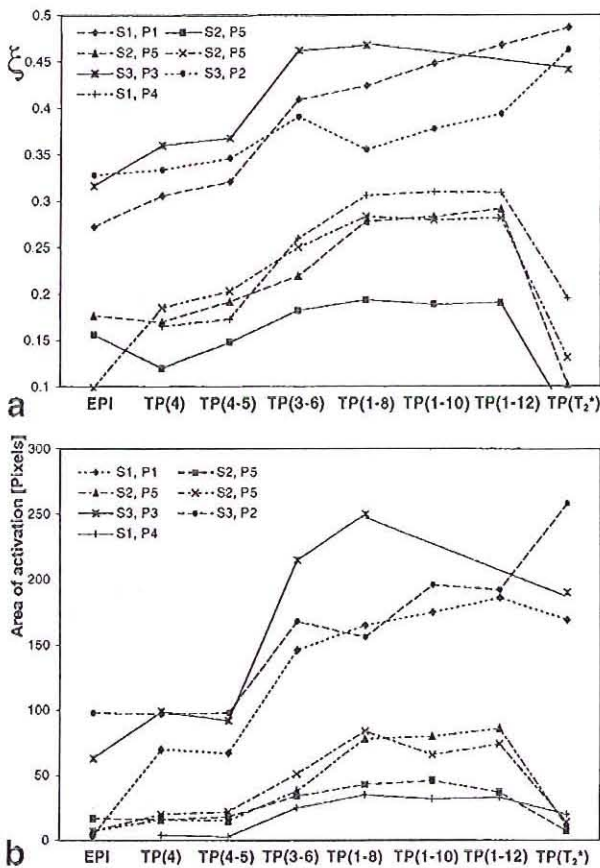 0.5
ξ
0.45
0.4
0.35
0.3
0.25
0.2
0.15
0.1
S1, P1
S2, P5
S2, P5
S2, P5
S3, P3
S3, P2
S1, P4
a
EPI TP(4) TP(4-5) TP(3-6) TP(1-8) TP(1-10) TP(1-12) TP(T₂*)
Area of activation [Pixels]
300
250
200
150
100
50
0
S1, P1
S2, P5
S2, P5
S2, P5
S3, P3
S3, P2
S1, P4
b
EPI TP(4) TP(4-5) TP(3-6) TP(1-8) TP(1-10) TP(1-12) TP(T₂*)